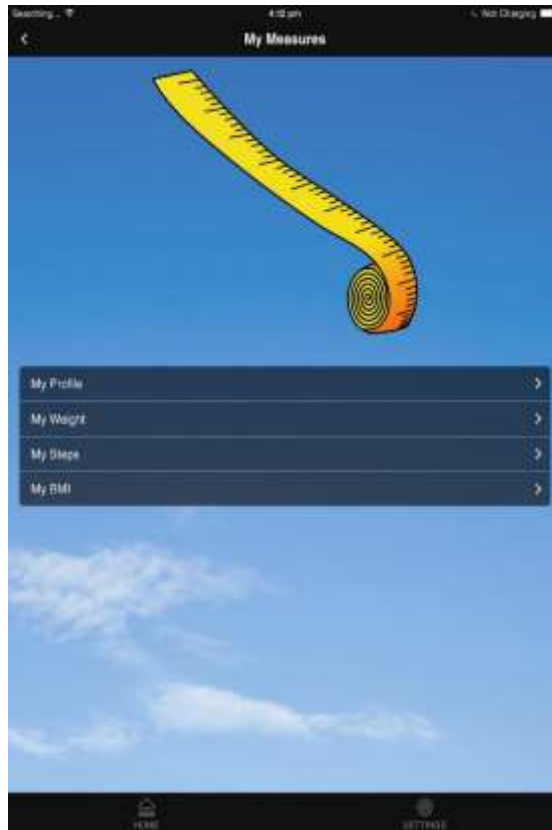 Searching...
4:12 pm
Not Charging
My Measures
My Profile
My Weight
My Steps
My BMI
HOME
SETTINGS